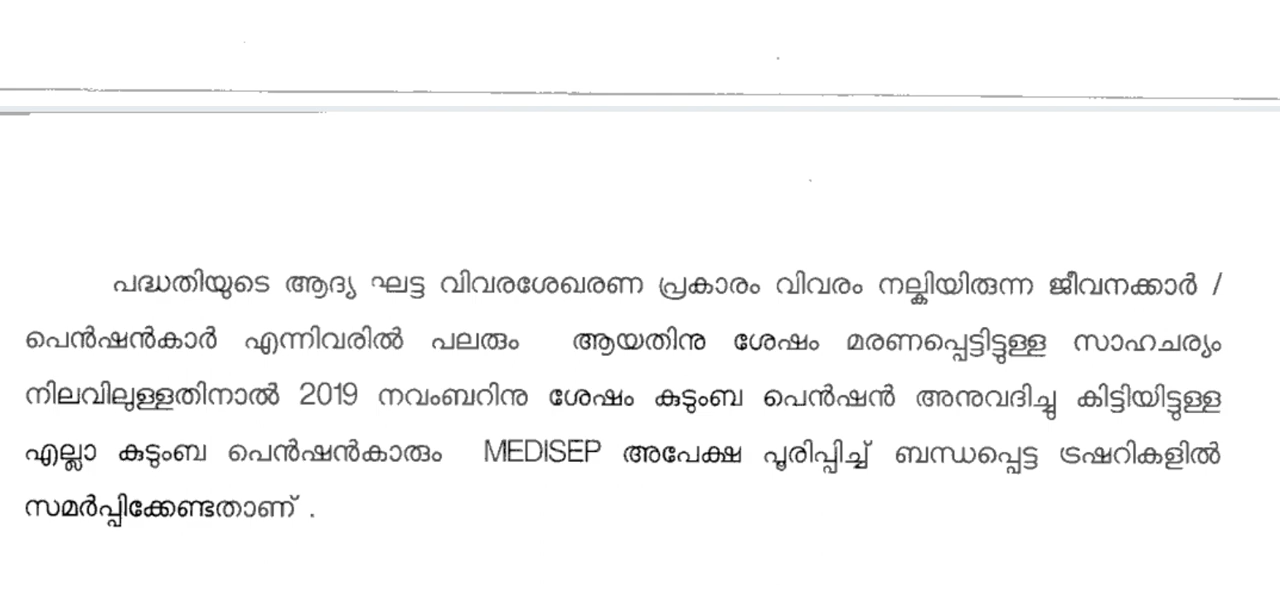 പദ്ധതിയുടെ ആദ്യ ഘട്ട വിവരശേഖരണ പ്രകാരം വിവരം നല്കിയിരുന്ന ജീവനക്കാർ /
പെൻഷൻകാർ എന്നിവരിൽ പലരും ആയതിനു ശേഷം മരണപ്പെട്ടിട്ടുള്ള സാഹചര്യം
നിലവിലുള്ളതിനാൽ 2019 നവംബറിനു ശേഷം കുടുംബ പെൻഷൻ അനുവദിച്ചു കിട്ടിയിട്ടുള്ള
എല്ലാ കുടുംബ പെൻഷൻകാരും MEDISEP അപേക്ഷ പൂരിപ്പിച്ച് ബന്ധപ്പെട്ട ട്രഷറികളിൽ
സമർപ്പിക്കേണ്ടതാണ് .